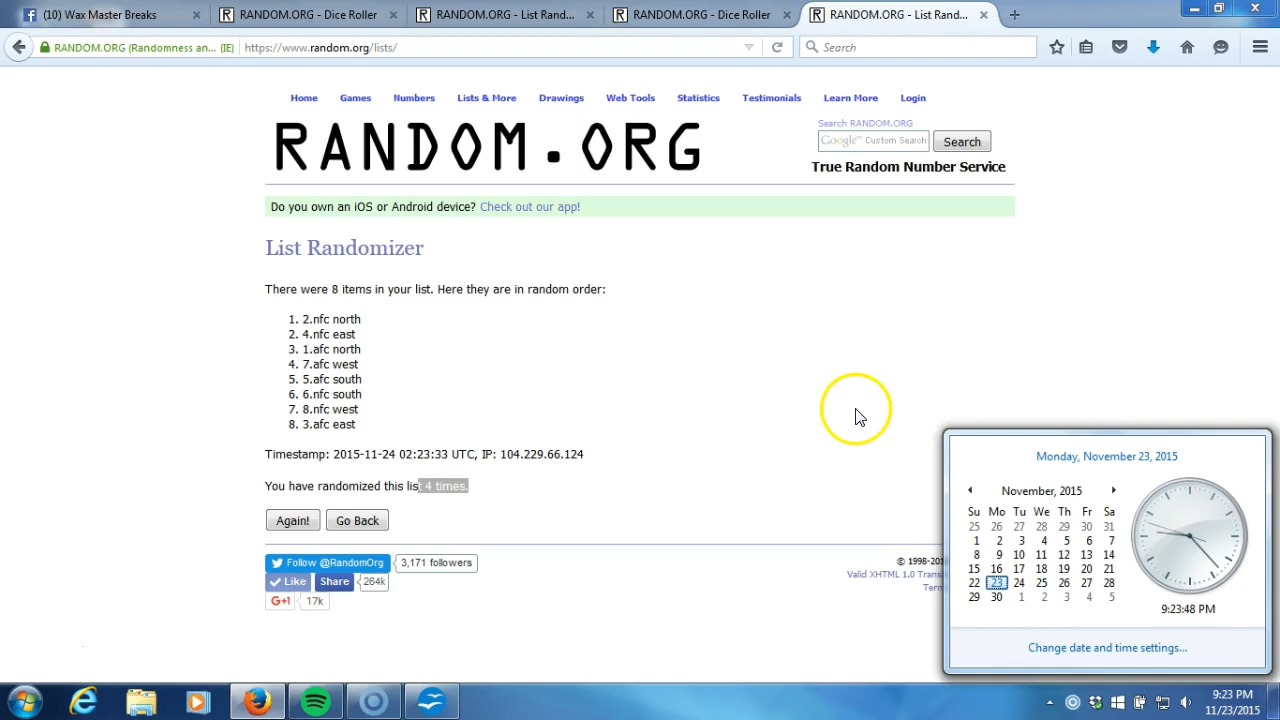 (10) Wax Master Breaks
RANDOM.ORG - Dice Roller
RANDOM.ORG - List Rand...
RANDOM.ORG - Dice Roller
RANDOM.ORG - List Rand...
RANDOM.ORG (Randomness an... (IE)
https://www.random.org/lists/
Search
Home Games Numbers Lists & More Drawings Web Tools Statistics Testimonials Learn More Login
RANDOM.ORG
Search RANDOM.ORG
Google™ Custom Search
Search
True Random Number Service
Do you own an iOS or Android device? Check out our app!
List Randomizer
There were 8 items in your list. Here they are in random order:
1. 2.nfc north
2. 4.nfc east
3. 1.afc north
4. 7.afc west
5. 5.afc south
6. 6.nfc south
7. 8.nfc west
8. 3.afc east
Timestamp: 2015-11-24 02:23:33 UTC, IP: 104.229.66.124
You have randomized this list 4 times.
Again! Go Back
Follow @RandomOrg 3,171 followers
Like Share 264k
G+1 17k
© 1998-201
Valid XHTML 1.0 Transi
Term
Monday, November 23, 2015
November, 2015
Su Mo Tu We Th Fr Sa
25 26 27 28 29 30 31
1 2 3 4 5 6 7
8 9 10 11 12 13 14
15 16 17 18 19 20 21
22 23 24 25 26 27 28
29 30 1 2 3 4 5
9:23:48 PM
Change date and time settings...
9:23 PM
11/23/2015